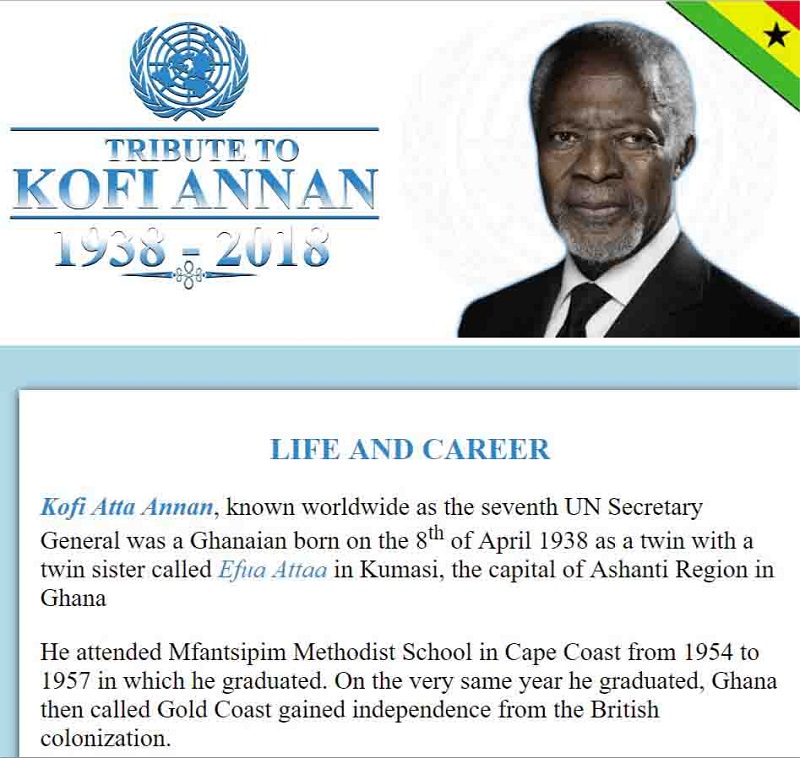 TRIBUTE TO
KOFI ANNAN
1938 - 2018
LIFE AND CAREER
Kofi Atta Annan, known worldwide as the seventh UN Secretary
General was a Ghanaian born on the 8th of April 1938 as a twin with a
twin sister called Efua Attaa in Kumasi, the capital of Ashanti Region in
Ghana
He attended Mfantsipim Methodist School in Cape Coast from 1954 to
1957 in which he graduated. On the very same year he graduated, Ghana
then called Gold Coast gained independence from the British
colonization.